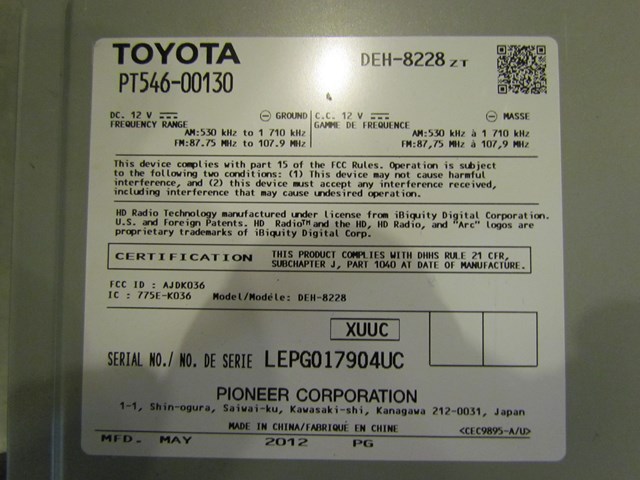 TOYOTA
DEH-8228 ZT
PT546-00130
DC. 12 V ⊖ GROUND
FREQUENCY RANGE
AM:530 kHz to 1 710 kHz
FM:87.75 MHz to 107.9 MHz
C.C. 12 V ⊖ MASSE
GAMME DE FREQUENCE
AM:530 kHz à 1 710 kHz
FM:87,75 MHz à 107,9 MHz
This device complies with part 15 of the FCC Rules. Operation is subject
to the following two conditions: (1) This device may not cause harmful
interference, and (2) this device must accept any interference received,
including interference that may cause undesired operation.
HD Radio Technology manufactured under license from iBiquity Digital Corporation.
U.S. and Foreign Patents. HD Radio™ and the HD, HD Radio, and "Arc" logos are
proprietary trademarks of iBiquity Digital Corp.
CERTIFICATION
THIS PRODUCT COMPLIES WITH DHHS RULE 21 CFR,
SUBCHAPTER J, PART 1040 AT DATE OF MANUFACTURE.
FCC ID : AJDK036
IC : 775E-K036 Model/Modéle: DEH-8228
XUUC
SERIAL NO./ NO. DE SERIE LEPG017904UC
PIONEER CORPORATION
1-1, Shin-ogura, Saiwai-ku, Kawasaki-shi, Kanagawa 212-0031, Japan
MADE IN CHINA/FABRIQUÉ EN CHINE
<CEC9895-A/U>
MFD. MAY 2012 PG